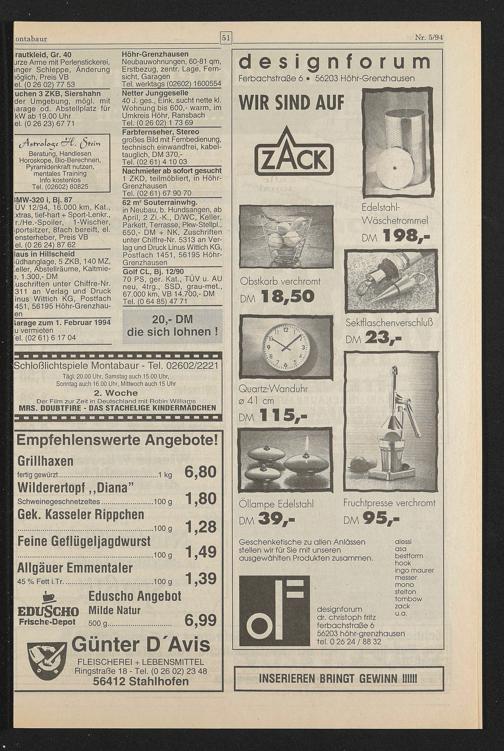 ontabaur
51
Nr. 5/94
rautkleid, Gr. 40
urze Arme mit Perlenstickerei,
inger Schleppe, Änderung
öglich, Preis VB
el. (0 26 02) 77 53
uchen 3 ZKB, Siershahn
der Umgebung, mögl. mit
arage od. Abstellplatz für
kW ab 19.00 Uhr
el. (0 26 23) 67 71
Astrologe H. Stein
Beratung, Handlesen
Horoskope, Bio-Berechnen,
Pyramidenkraft nutzen,
mentales Training
Info kostenlos
Tel. (02602) 80825
BMW-320 i, Bj. 87
ÜV 12/94, 16.000 km, Kat.,
xtras, tief-hart + Sport-Lenkr.,
r./He.-Spoiler, 1-Wischer,
portsitzer, 8fach bereift, el.
ensterheber, Preis VB
el. (0 26 24) 87 62
Haus in Hillscheid
üdhanglage, 5 ZKB, 140 MZ,
eller, Abstellräume, Kaltmie-
e, 1.300,- DM
uschriften unter Chiffre-Nr.
311 an Verlag und Druck
inus Wittich KG, Postfach
451, 56195 Höhr-Grenzhau-
en
Garage zum 1. Februar 1994
u vermieten
el. (02 61) 6 17 04
Höhr-Grenzhausen
Neubauwohnungen, 60-81 qm,
Erstbezug, zentr. Lage, Fern-
sicht, Garagen
Tel. werktags (02602) 1600554
Netter Junggeselle
40 J. ges., Eink. sucht nette kl.
Wohnung bis 600,- warm, im
Umkreis Höhr, Ransbach
Tel. (0 26 02) 1 73 69
Farbfernseher, Stereo
großes Bild mit Fernbedienung,
technisch einwandfrei, kabel-
tauglich, DM 370,-
Tel. (02 61) 4 10 03
Nachmieter ab sofort gesucht
1 ZKD, teilmöbliert, in Höhr-
Grenzhausen
Tel. (02 61) 67 90 70
62 m² Souterrainwhg.
in Neubau, b. Hundsangen, ab
April, 2 Zi.-K., D/WC, Keller,
Parkett, Terrasse, Pkw-Stellpl.,
650,- DM + NK, Zuschriften
unter Chiffre-Nr. 5313 an Ver-
lag und Druck Linus Wittich KG,
Postfach 1451, 56195 Höhr-
Grenzhausen
Golf CL, Bj. 12/90
70 PS, ger. Kat., TÜV u. AU
neu, 4trg., SSD, grau-met.,
67.000 km, VB 14.700,- DM
Tel. (0 64 85) 47 71
20,- DM
die sich lohnen !
Schloßlichtspiele Montabaur - Tel. 02602/2221
Tägl. 20.00 Uhr, Samstag auch 15.00 Uhr,
Sonntag auch 16.00 Uhr, Mittwoch auch 15 Uhr
2. Woche
Der Film zur Zeit in Deutschland mit Robin Williams
MRS. DOUBTFIRE - DAS STACHELIGE KINDERMÄDCHEN
Empfehlenswerte Angebote!
Grillhaxen
fertig gewürzt 1 kg 6,80
Wilderertopf ,,Diana"
Schweinegeschnetzeltes 100 g 1,80
Gek. Kasseler Rippchen
100 g 1,28
Feine Geflügeljagdwurst
100 g 1,49
Allgäuer Emmentaler
45 % Fett i.Tr. 100 g 1,39
EDUSCHO
Frische-Depot
Eduscho Angebot
Milde Natur
500 g 6,99
Günter D´Avis
FLEISCHEREI + LEBENSMITTEL
Ringstraße 18 - Tel. (0 26 02) 23 48
56412 Stahlhofen
designforum
Ferbachstraße 6 • 56203 Höhr-Grenzhausen
WIR SIND AUF
ZACK
Edelstahl-
Wäschetrommel
DM 198,-
Obstkorb verchromt
DM 18,50
Sektflaschenverschluß
DM 23,-
Quartz-Wanduhr
ø 41 cm
DM 115,-
Öllampe Edelstahl
DM 39,-
Fruchtpresse verchromt
DM 95,-
Geschenketische zu allen Anlässen
stellen wir für Sie mit unseren
ausgewählten Produkten zusammen.
alessi
asa
bestform
hook
ingo maurer
messer
mono
stelton
tombow
zack
u.a.
dF
designforum
dr. christoph fritz
ferbachstraße 6
56203 höhr-grenzhausen
tel. 0 26 24 / 88 32
INSERIEREN BRINGT GEWINN !!!!!!